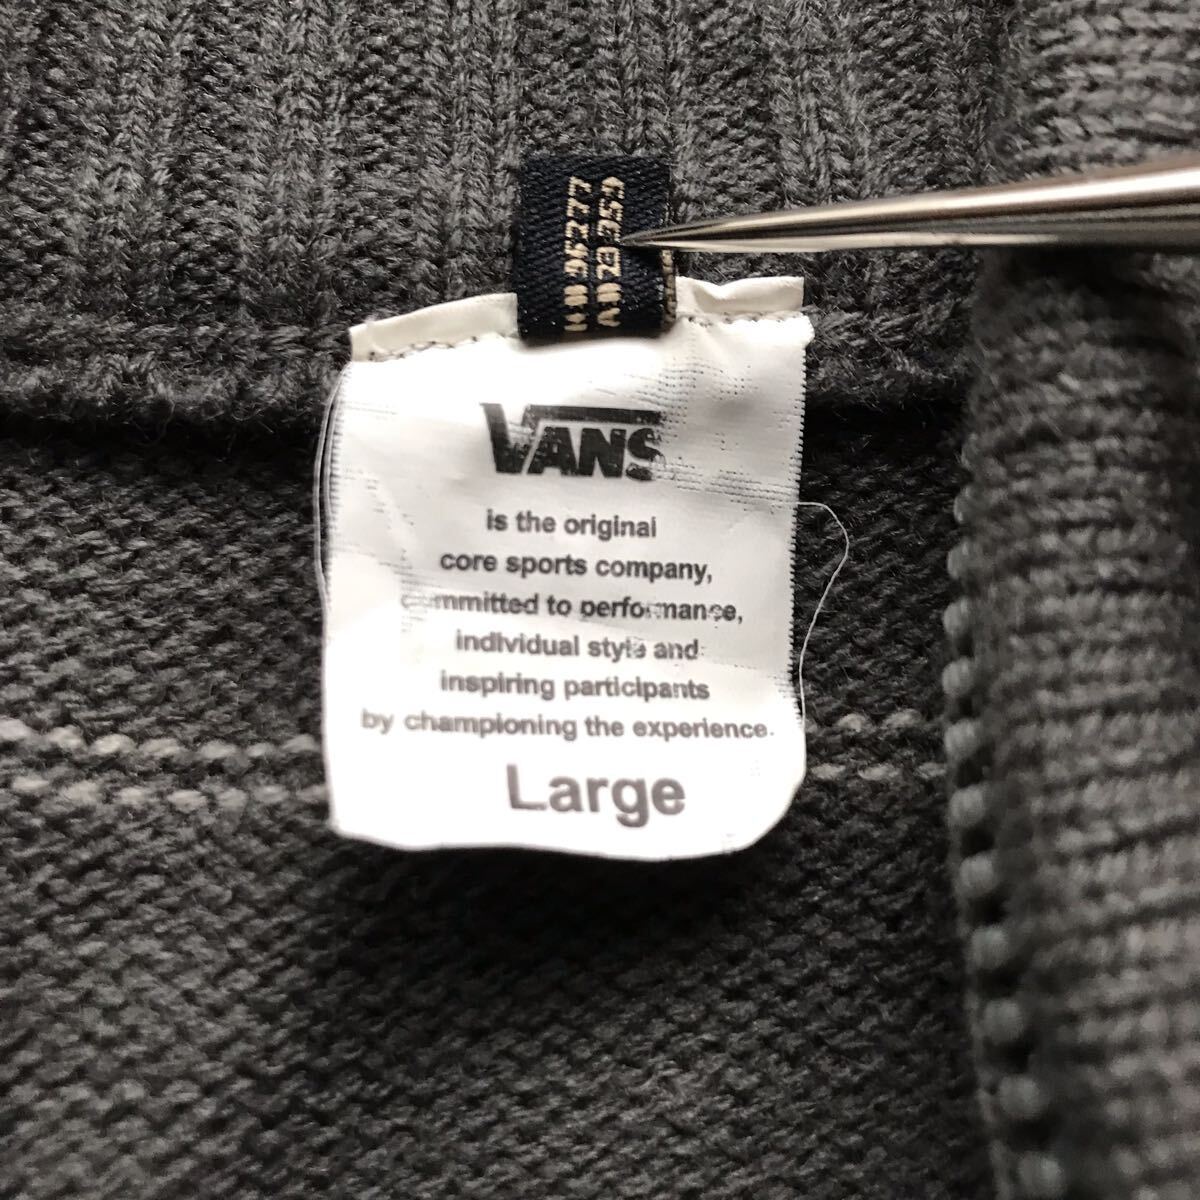 VANS
is the original
core sports company,
committed to performance,
individual style and
inspiring participants
by championing the experience.
Large